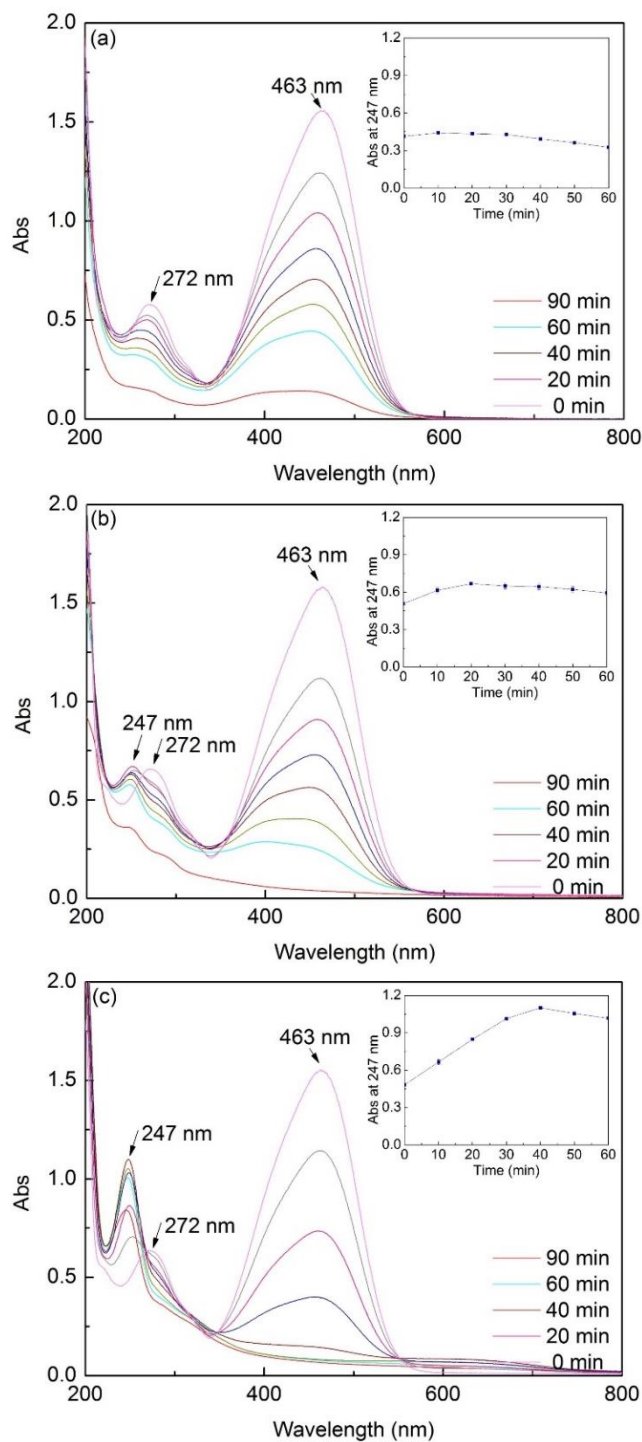 (a)
463 nm
272 nm
2.0
1.5
1.0
0.5
0.0
Abs
200 400 600 800
Wavelength (nm)
90 min
60 min
40 min
20 min
0 min
1.2
0.9
0.6
0.3
0.0
Abs at 247 nm
0 10 20 30 40 50 60
Time (min)
(b)
463 nm
247 nm
272 nm
2.0
1.5
1.0
0.5
0.0
Abs
200 400 600 800
Wavelength (nm)
90 min
60 min
40 min
20 min
0 min
1.2
0.9
0.6
0.3
0.0
Abs at 247 nm
0 10 20 30 40 50 60
Time (min)
(c)
463 nm
247 nm
272 nm
2.0
1.5
1.0
0.5
0.0
Abs
200 400 600 800
Wavelength (nm)
90 min
60 min
40 min
20 min
0 min
1.2
0.9
0.6
0.3
0.0
Abs at 247 nm
0 10 20 30 40 50 60
Time (min)